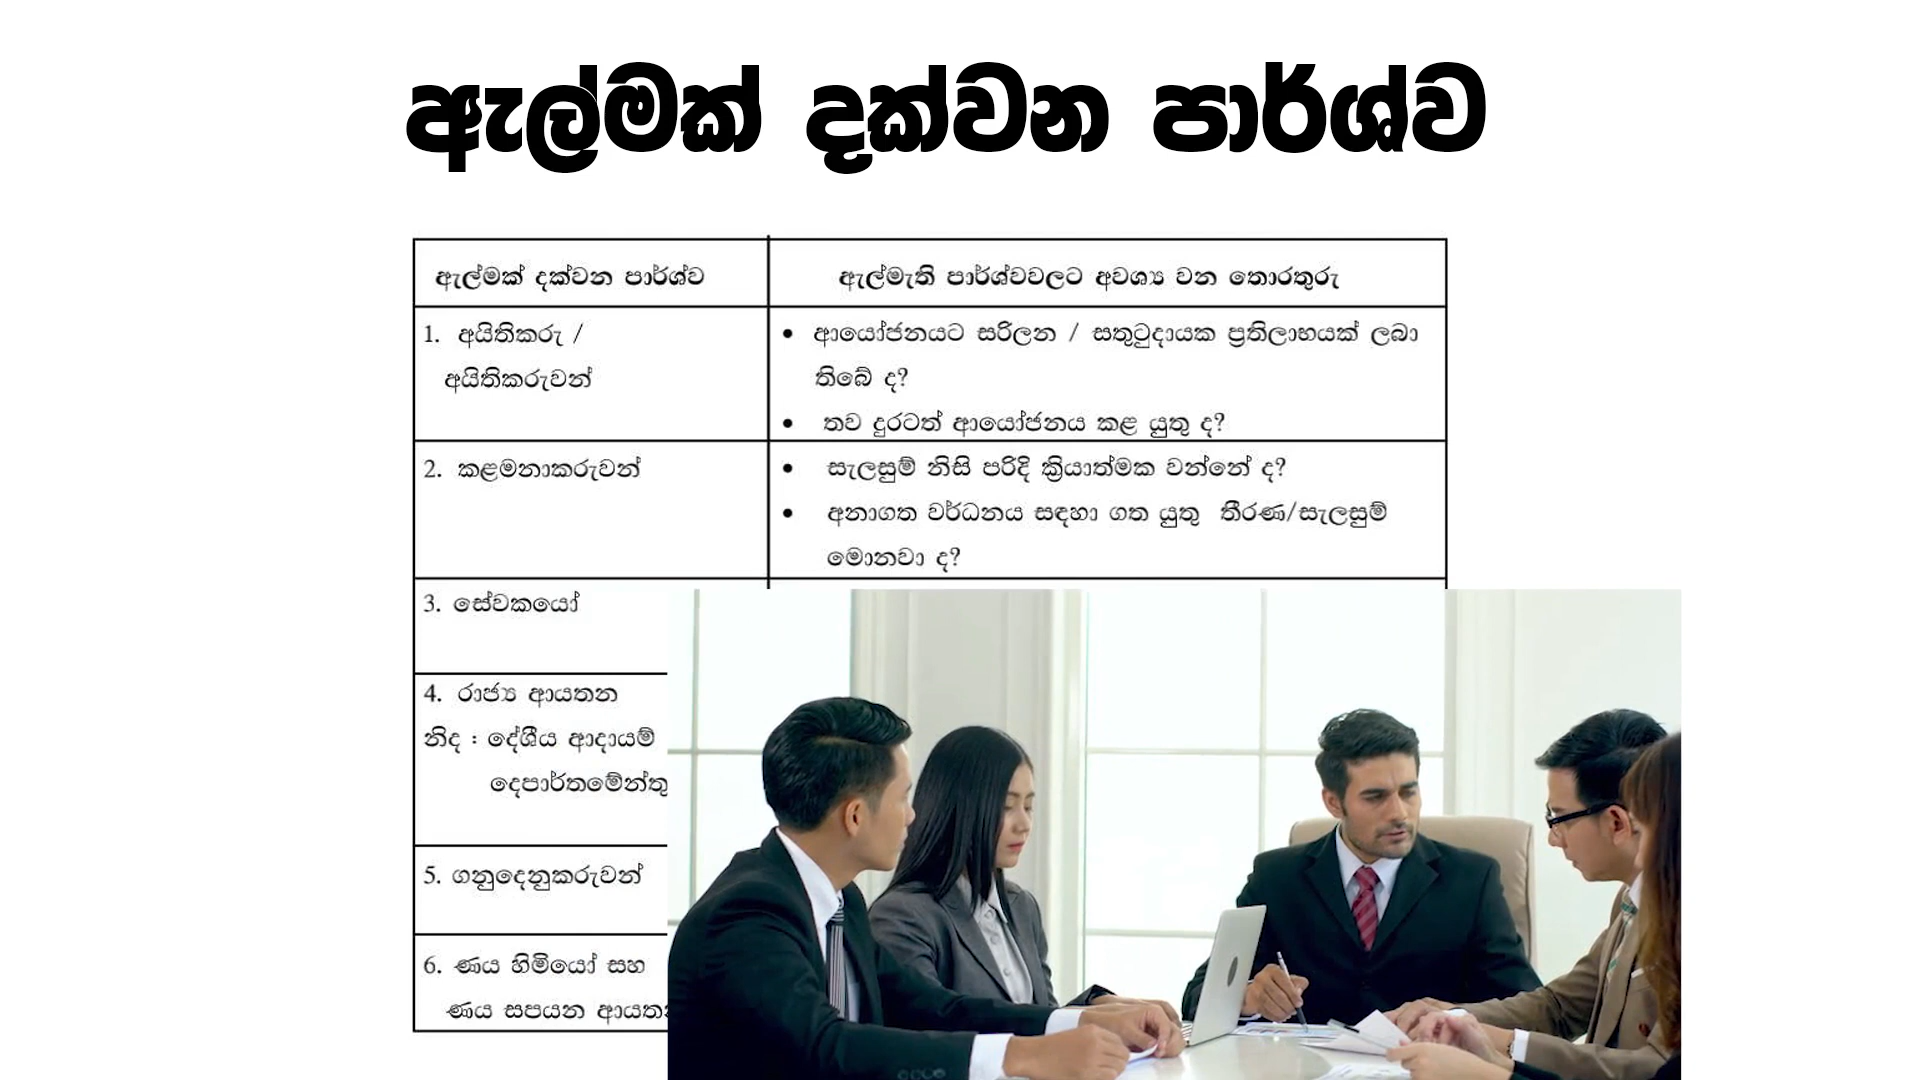 ඇල්මක් දක්වන පාර්ශ්ව
ඇල්මක් දක්වන පාර්ශ්ව
ඇල්මැති පාර්ශ්වවලට අවශ්‍ය වන තොරතුරු
1. අයිතිකරු /
අයිතිකරුවන්
• ආයෝජනයට සරිලන / සතුටුදායක ප්‍රතිලාභයක් ලබා
තිබේ ද?
• තව දුරටත් ආයෝජනය කළ යුතු ද?
2. කළමනාකරුවන්
• සැලසුම් නිසි පරිදි ක්‍රියාත්මක වන්නේ ද?
• අනාගත වර්ධනය සඳහා ගත යුතු තීරණ/සැලසුම්
මොනවා ද?
3. සේවකයෝ
4. රාජ්‍ය ආයතන
නිද : දේශීය ආදායම්
දෙපාර්තමේන්තු
5. ගනුදෙනුකරුවන්
6. ණය හිමියෝ සහ
ණය සපයන